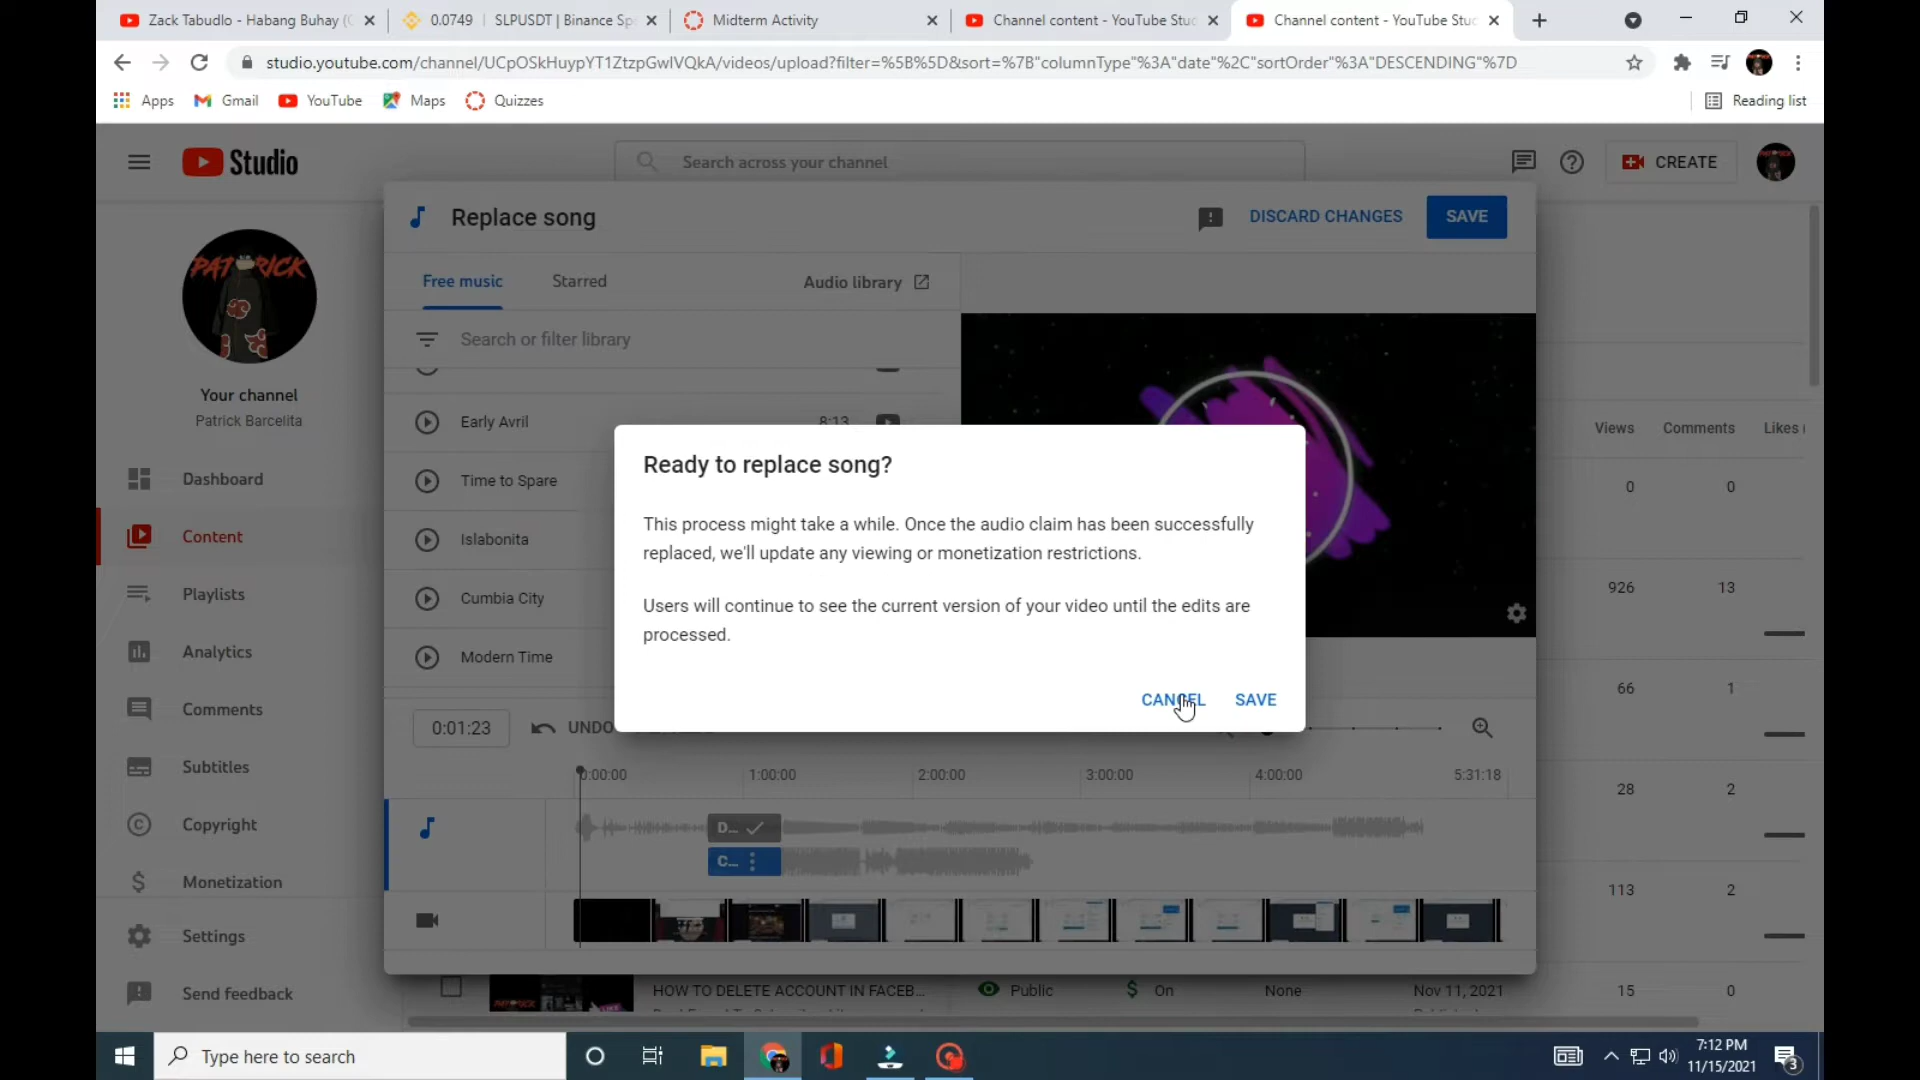 Zack Tabudlo - Habang Buhay (
0.0749 | SLPUSDT | Binance Sp
Midterm Activity
Channel content - YouTube Stu
Channel content - YouTube Stu
studio.youtube.com/channel/UCpOSkHuypYT1ZtzpGwIVQkA/videos/upload?filter=%5B%5D&sort=%7B"columnType"%3A"date"%2C"sortOrder"%3A"DESCENDING"%7D
Apps
Gmail
YouTube
Maps
Quizzes
Reading list
Studio
Search across your channel
CREATE
Replace song
DISCARD CHANGES
SAVE
Free music
Starred
Audio library
Search or filter library
PATRICK
Your channel
Patrick Barcelita
Early Avril
8:13
Time to Spare
Islabonita
Cumbia City
Modern Time
Ready to replace song?
This process might take a while. Once the audio claim has been successfully
replaced, we'll update any viewing or monetization restrictions.
Users will continue to see the current version of your video until the edits are
processed.
CANCEL
SAVE
Dashboard
Content
Playlists
Analytics
Comments
Subtitles
Copyright
Monetization
Settings
Send feedback
Views
Comments
Likes
0
0
926
13
66
1
28
2
113
2
15
0
0:01:23
UNDO
0:00:00
1:00:00
2:00:00
3:00:00
4:00:00
5:31:18
D...
C...
HOW TO DELETE ACCOUNT IN FACEB...
Public
On
None
Nov 11, 2021
Type here to search
7:12 PM
11/15/2021
3